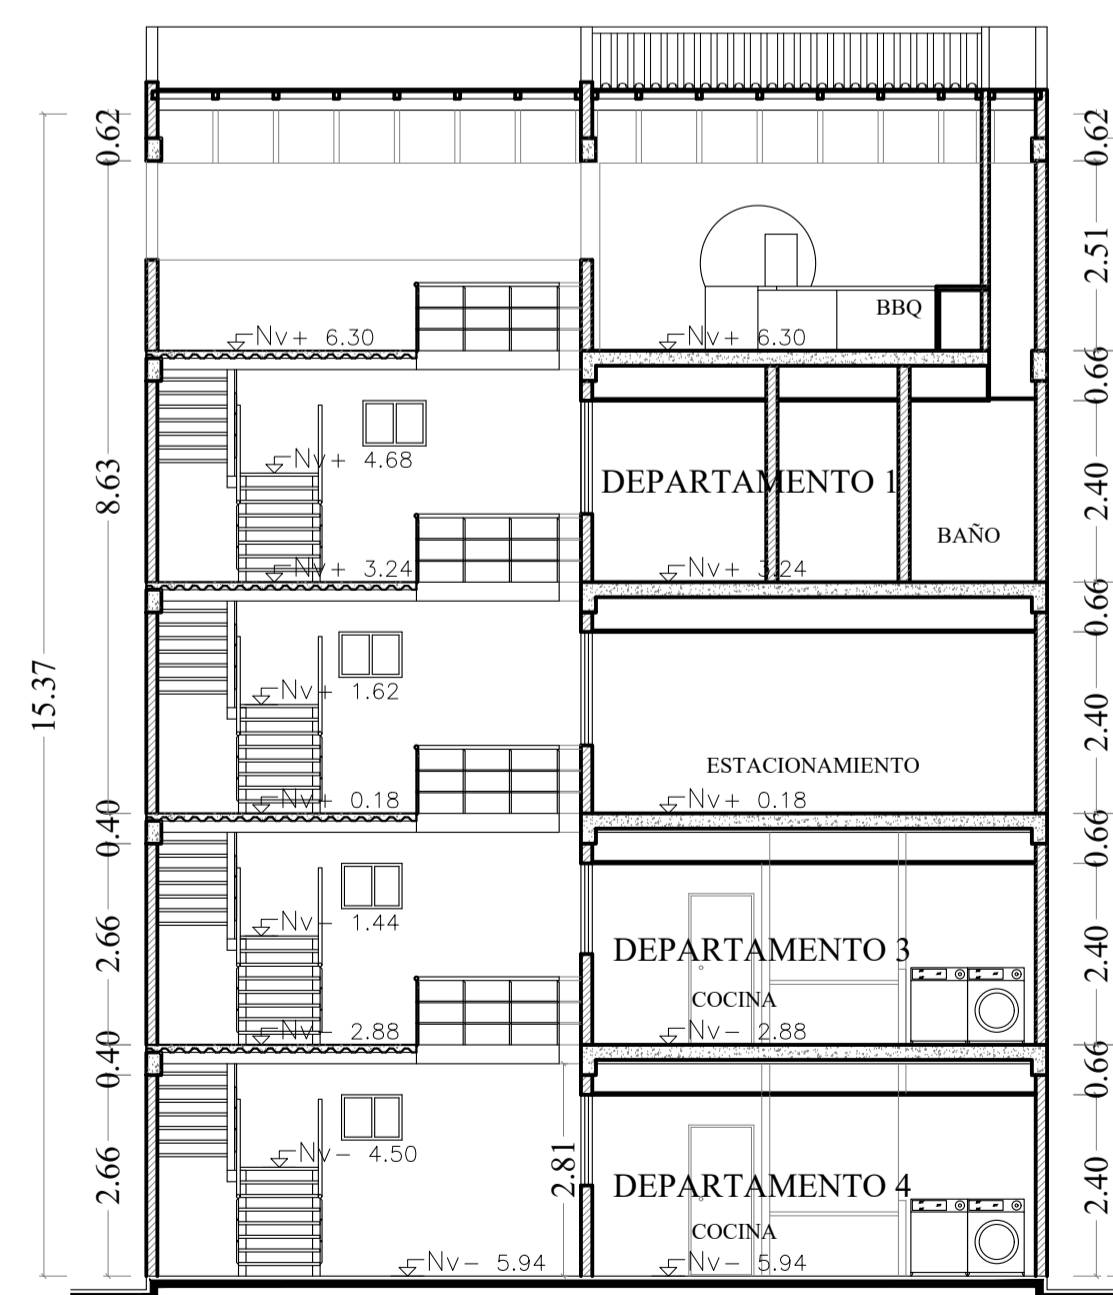 0.62
0.62
2.51
BBQ
Nv+ 6.30
Nv+ 6.30
0.66
Nv+ 4.68
8.63
DEPARTAMENTO 1
2.40
BAÑO
Nv+ 3.24
Nv+ 3.24
0.66
15.37
Nv+ 1.62
2.40
ESTACIONAMIENTO
Nv+ 0.18
Nv+ 0.18
0.40
0.66
Nv- 1.44
2.66
DEPARTAMENTO 3
2.40
COCINA
Nv- 2.88
Nv- 2.88
0.40
0.66
Nv- 4.50
2.66
2.81
DEPARTAMENTO 4
2.40
COCINA
Nv- 5.94
Nv- 5.94